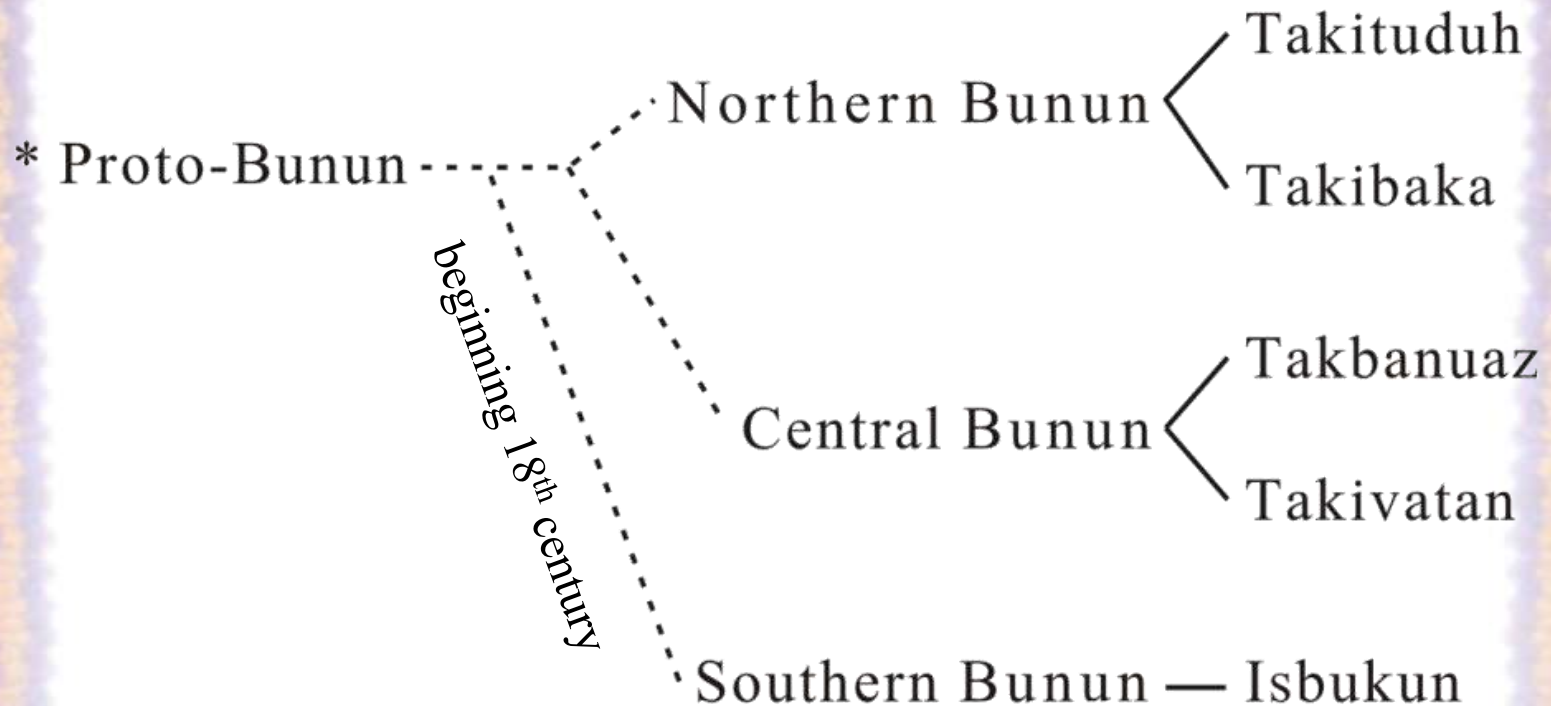 Takituduh
Northern Bunun
* Proto-Bunun
Takibaka
beginning 18th century
Takbanuaz
Central Bunun
Takivatan
Southern Bunun — Isbukun